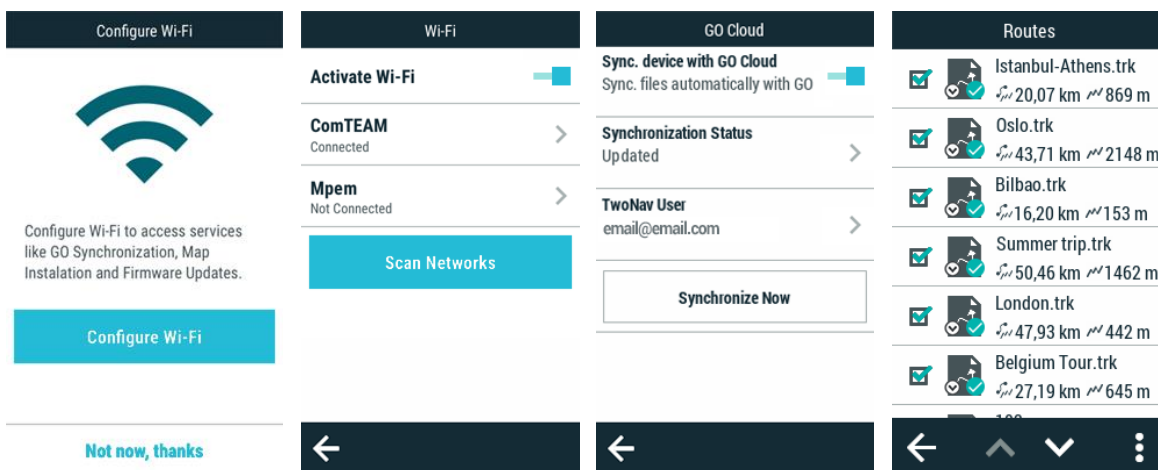 Configure Wi-Fi
Configure Wi-Fi to access services
like GO Synchronization, Map
Instalation and Firmware Updates.
Configure Wi-Fi
Not now, thanks
Wi-Fi
Activate Wi-Fi
ComTEAM
Connected
Mpem
Not Connected
Scan Networks
GO Cloud
Sync. device with GO Cloud
Sync. files automatically with GO
Synchronization Status
Updated
TwoNav User
email@email.com
Synchronize Now
Routes
Istanbul-Athens.trk
20,07 km 869 m
Oslo.trk
43,71 km 2148 m
Bilbao.trk
16,20 km 153 m
Summer trip.trk
50,46 km 1462 m
London.trk
47,93 km 442 m
Belgium Tour.trk
27,19 km 645 m